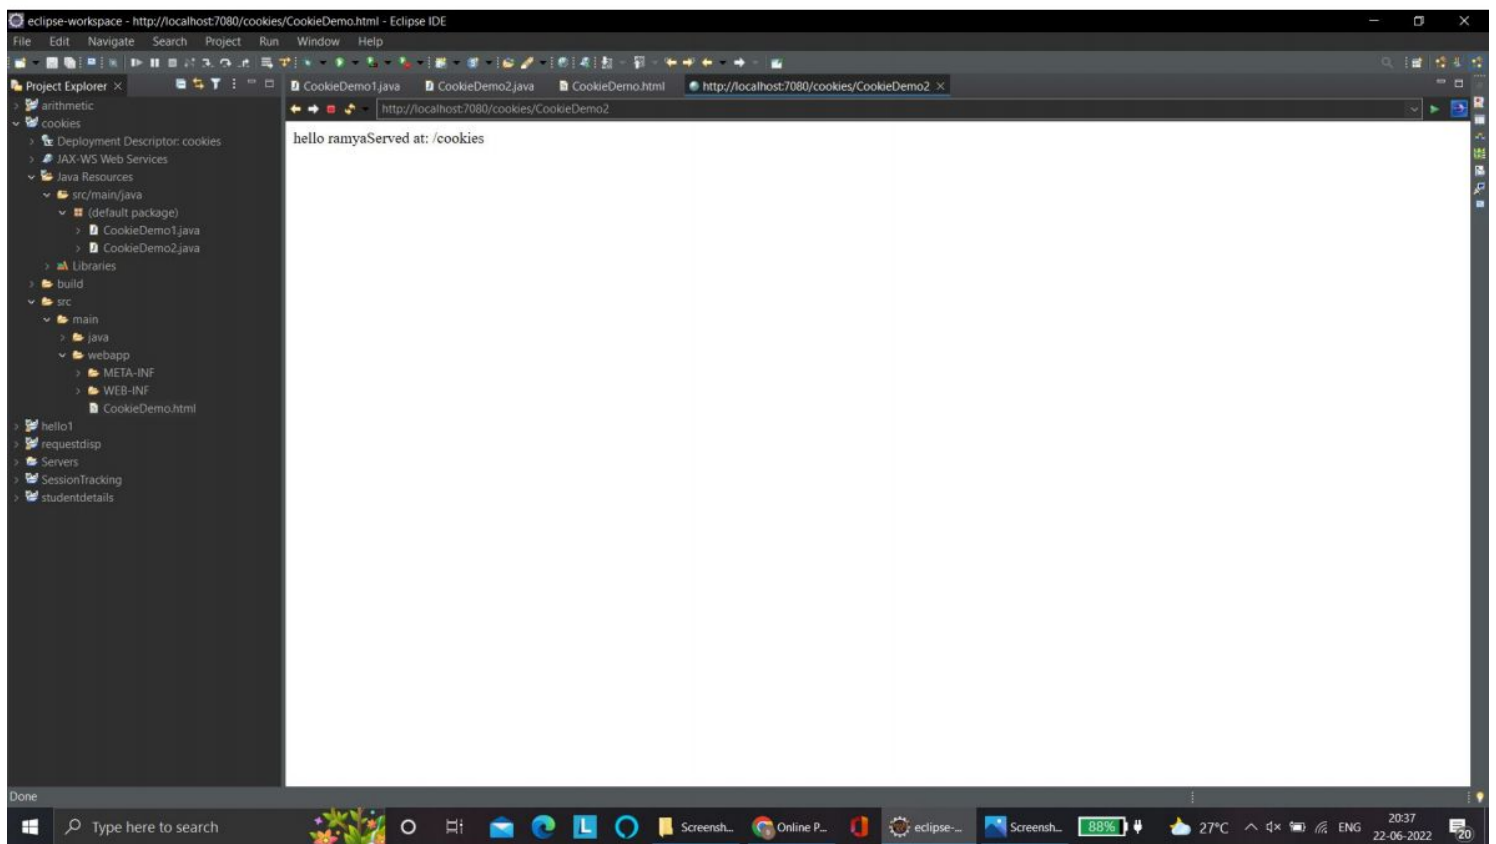 eclipse-workspace - http://localhost:7080/cookies/CookieDemo.html - Eclipse IDE
File Edit Navigate Search Project Run Window Help
Project Explorer
CookieDemo1.java CookieDemo2.java CookieDemo.html http://localhost:7080/cookies/CookieDemo2
http://localhost:7080/cookies/CookieDemo2
arithmetic
cookies
Deployment Descriptor: cookies
JAX-WS Web Services
Java Resources
src/main/java
(default package)
CookieDemo1.java
CookieDemo2.java
Libraries
build
src
main
java
webapp
META-INF
WEB-INF
CookieDemo.html
hello1
requestdisp
Servers
SessionTracking
studentdetails
hello ramyaServed at: /cookies
Done
Type here to search
L
Screensh...
Online P...
eclipse-...
Screensh...
88%
27°C
ENG
20:37
22-06-2022
20